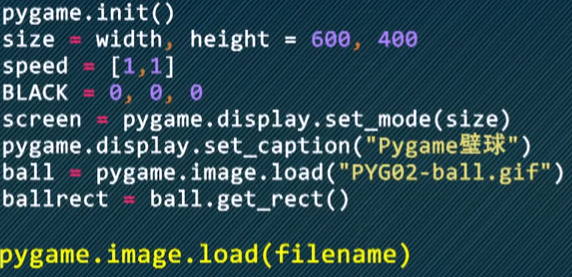 pygame.init()
size = width, height = 600, 400
speed = [1,1]
BLACK = 0, 0, 0
screen = pygame.display.set_mode(size)
pygame.display.set_caption("Pygame壁球")
ball = pygame.image.load("PYG02-ball.gif")
ballrect = ball.get_rect()
pygame.image.load(filename)